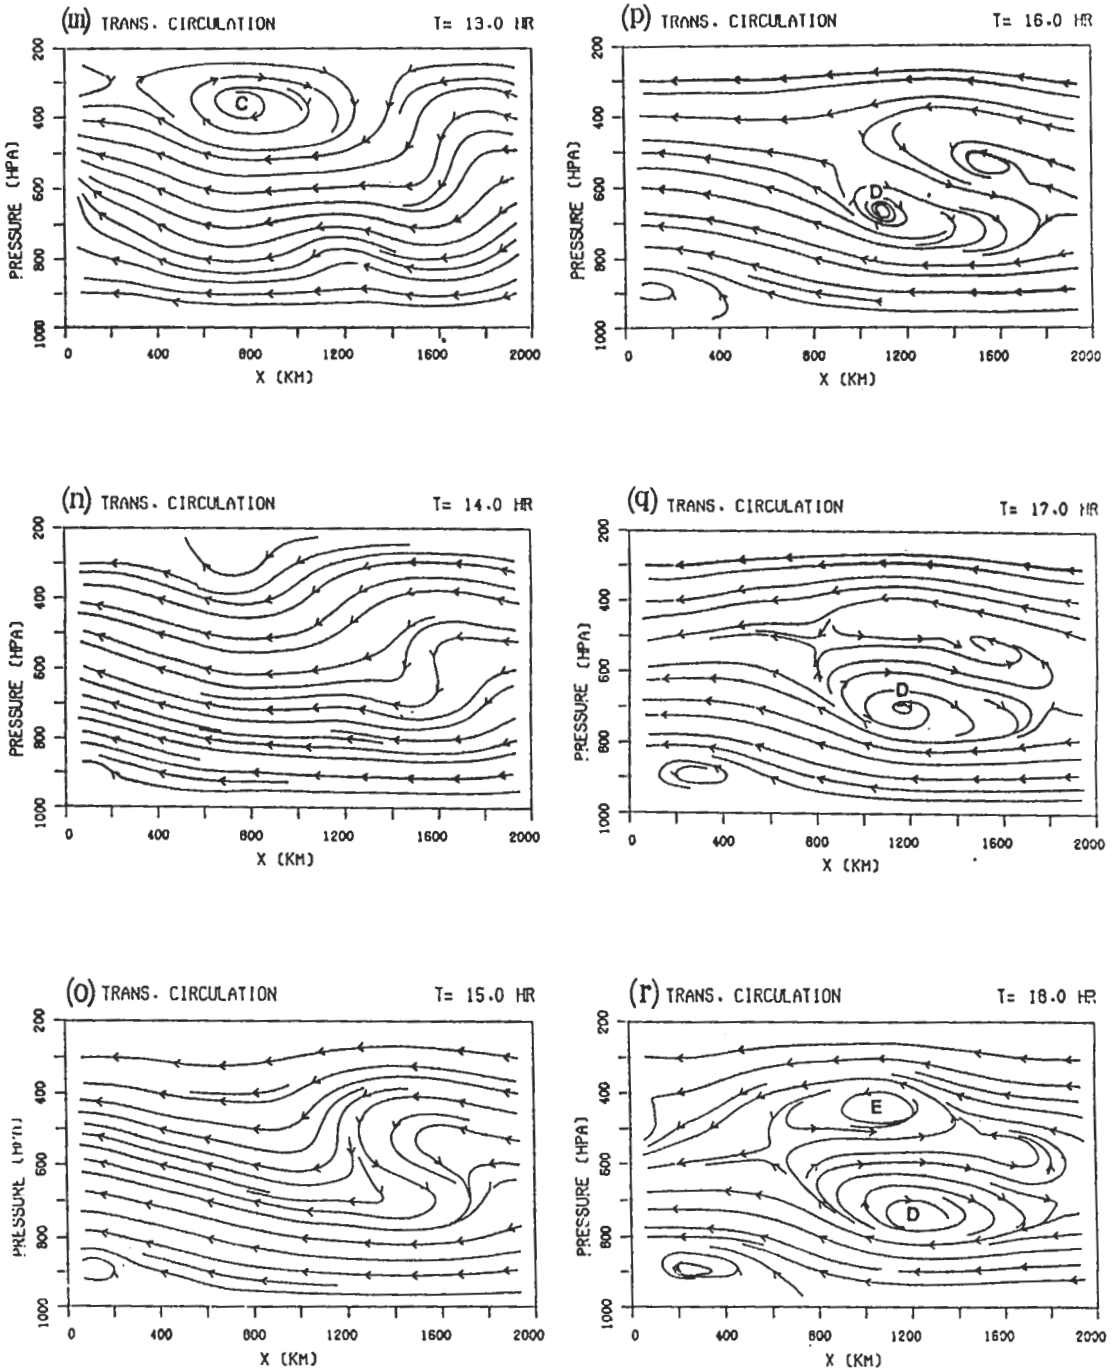 (m) TRANS. CIRCULATION T= 13.0 HR
200
400
600
800
1000
PRESSURE (HPA)
C
0 400 800 1200 1600 2000
X (KM)
(p) TRANS. CIRCULATION T= 16.0 HR
200
400
600
800
1000
PRESSURE (HPA)
D
0 400 800 1200 1600 2000
X (KM)
(n) TRANS. CIRCULATION T= 14.0 HR
200
400
600
800
1000
PRESSURE (HPA)
0 400 800 1200 1600 2000
X (KM)
(q) TRANS. CIRCULATION T= 17.0 HR
200
400
600
800
1000
PRESSURE (HPA)
D
0 400 800 1200 1600 2000
X (KM)
(o) TRANS. CIRCULATION T= 15.0 HR
200
400
600
800
1000
PRESSURE (HPA)
0 400 800 1200 1600 2000
X (KM)
(r) TRANS. CIRCULATION T= 18.0 HR
200
400
600
800
1000
PRESSURE (HPA)
E
D
0 400 800 1200 1600 2000
X (KM)